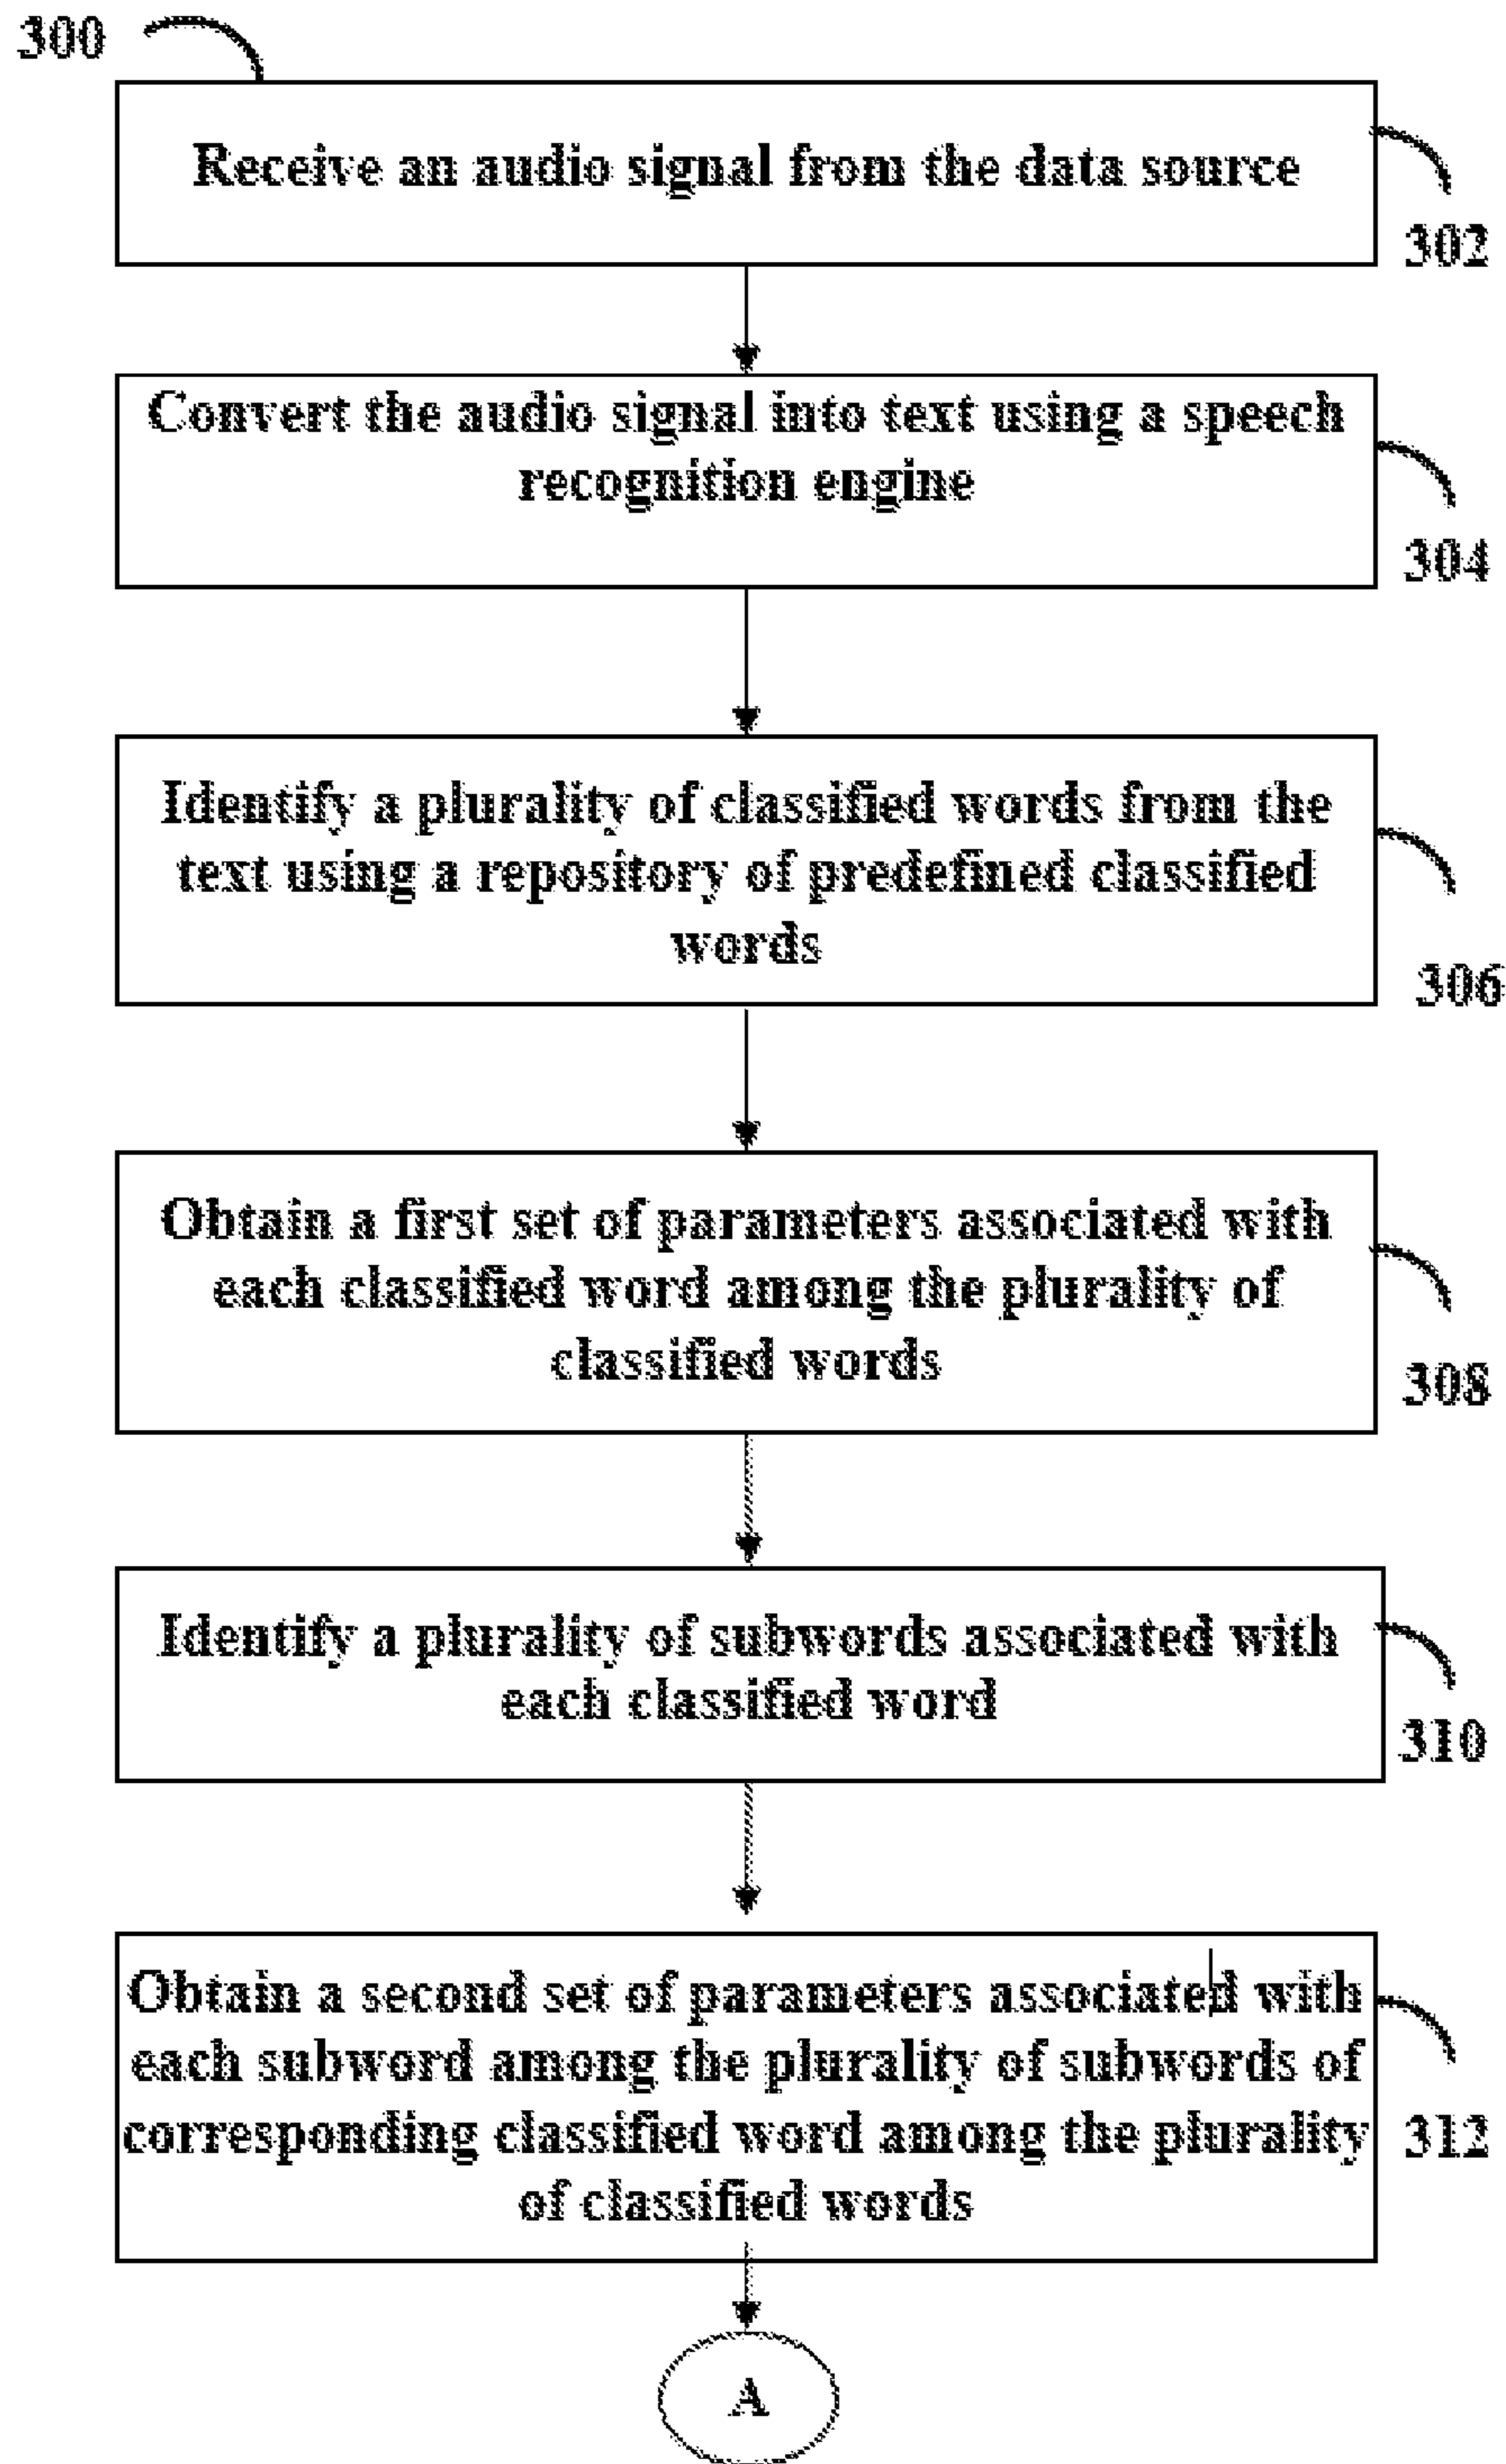 300
Receive an audio signal from the data source
302
Convert the audio signal into text using a speech
recognition engine
304
Identify a plurality of classified words from the
text using a repository of predefined classified
words
306
Obtain a first set of parameters associated with
each classified word among the plurality of
classified words
308
Identify a plurality of subwords associated with
each classified word
310
Obtain a second set of parameters associated with
each subword among the plurality of subwords of
corresponding classified word among the plurality
of classified words
312
A